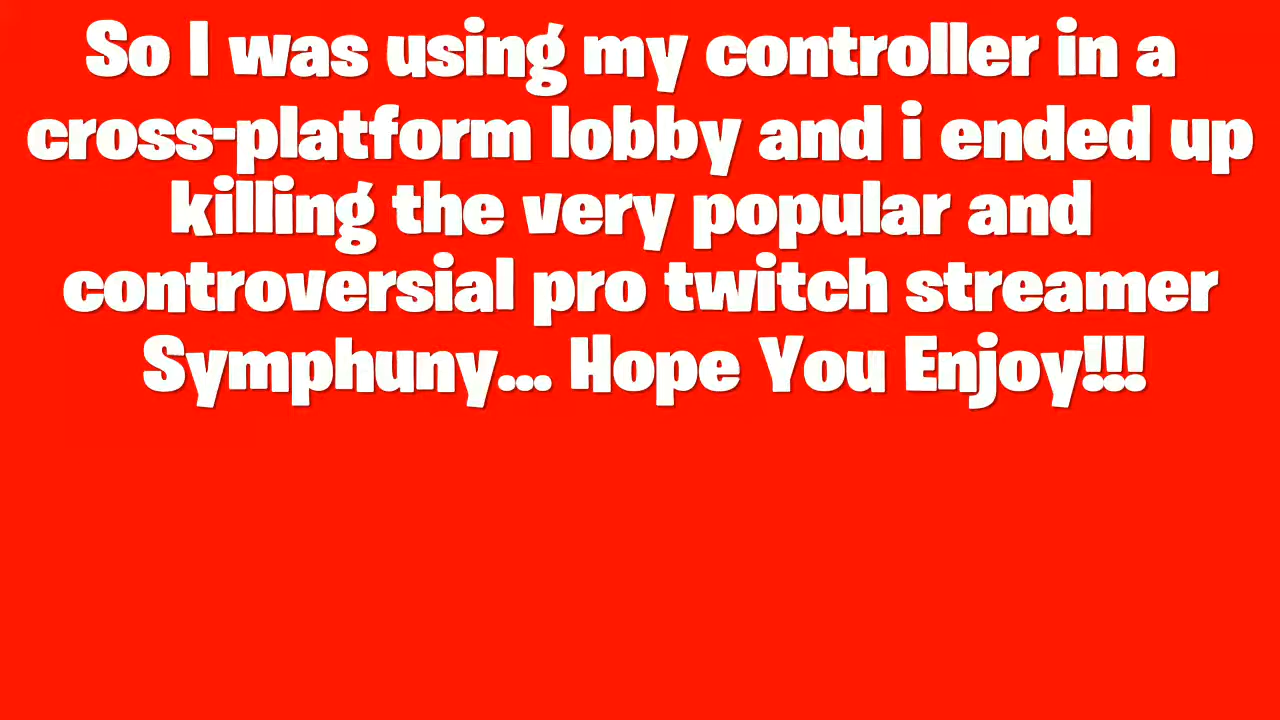 So I was using my controller in a
cross-platform lobby and i ended up
killing the very popular and
controversial pro twitch streamer
Symphuny... Hope You Enjoy!!!